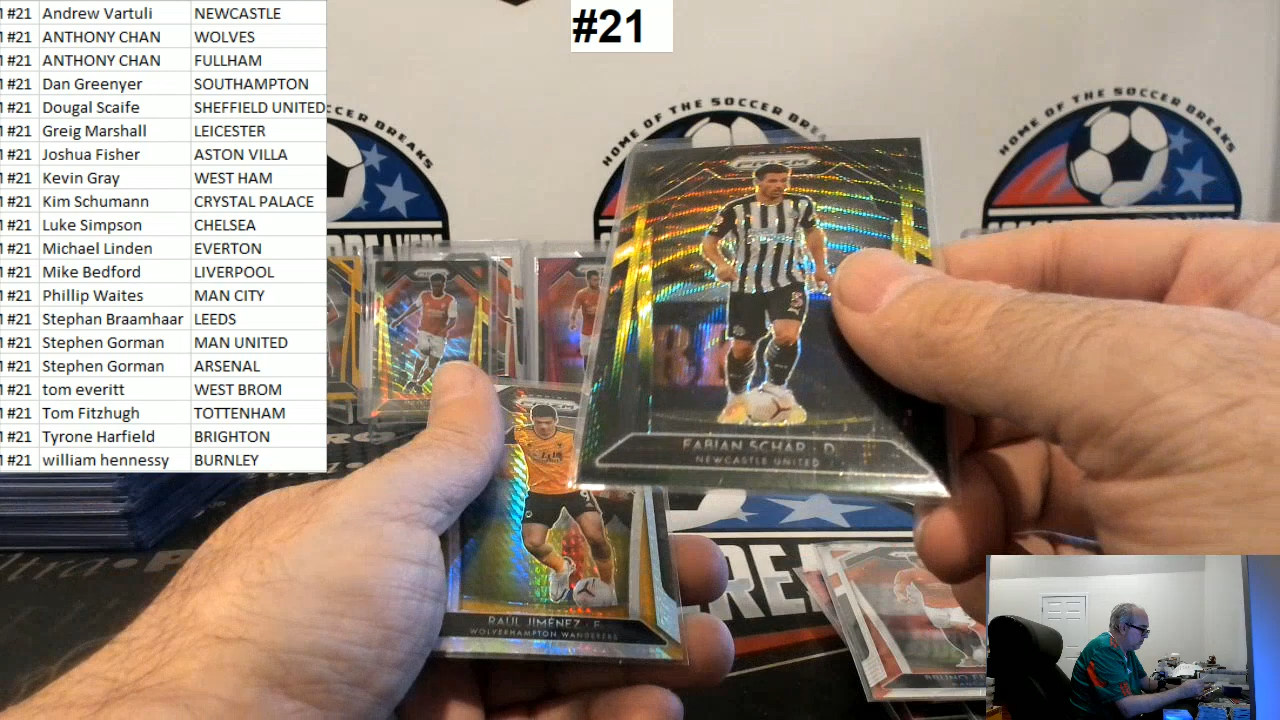 #21 Andrew Vartuli NEWCASTLE
#21 ANTHONY CHAN WOLVES
#21 ANTHONY CHAN FULLHAM
#21 Dan Greenyer SOUTHAMPTON
#21 Dougal Scaife SHEFFIELD UNITED
#21 Greig Marshall LEICESTER
#21 Joshua Fisher ASTON VILLA
#21 Kevin Gray WEST HAM
#21 Kim Schumann CRYSTAL PALACE
#21 Luke Simpson CHELSEA
#21 Michael Linden EVERTON
#21 Mike Bedford LIVERPOOL
#21 Phillip Waites MAN CITY
#21 Stephan Braamhaar LEEDS
#21 Stephen Gorman MAN UNITED
#21 Stephen Gorman ARSENAL
#21 tom everitt WEST BROM
#21 Tom Fitzhugh TOTTENHAM
#21 Tyrone Harfield BRIGHTON
#21 william hennessy BURNLEY
#21
HOME OF THE SOCCER BREAKS
HOME OF THE SOCCER BREAKS
PRIZM
FABIAN SCHÄR · D
NEWCASTLE UNITED
PRIZM
RAÚL JIMÉNEZ · F
WOLVERHAMPTON WANDERERS
BRUNO